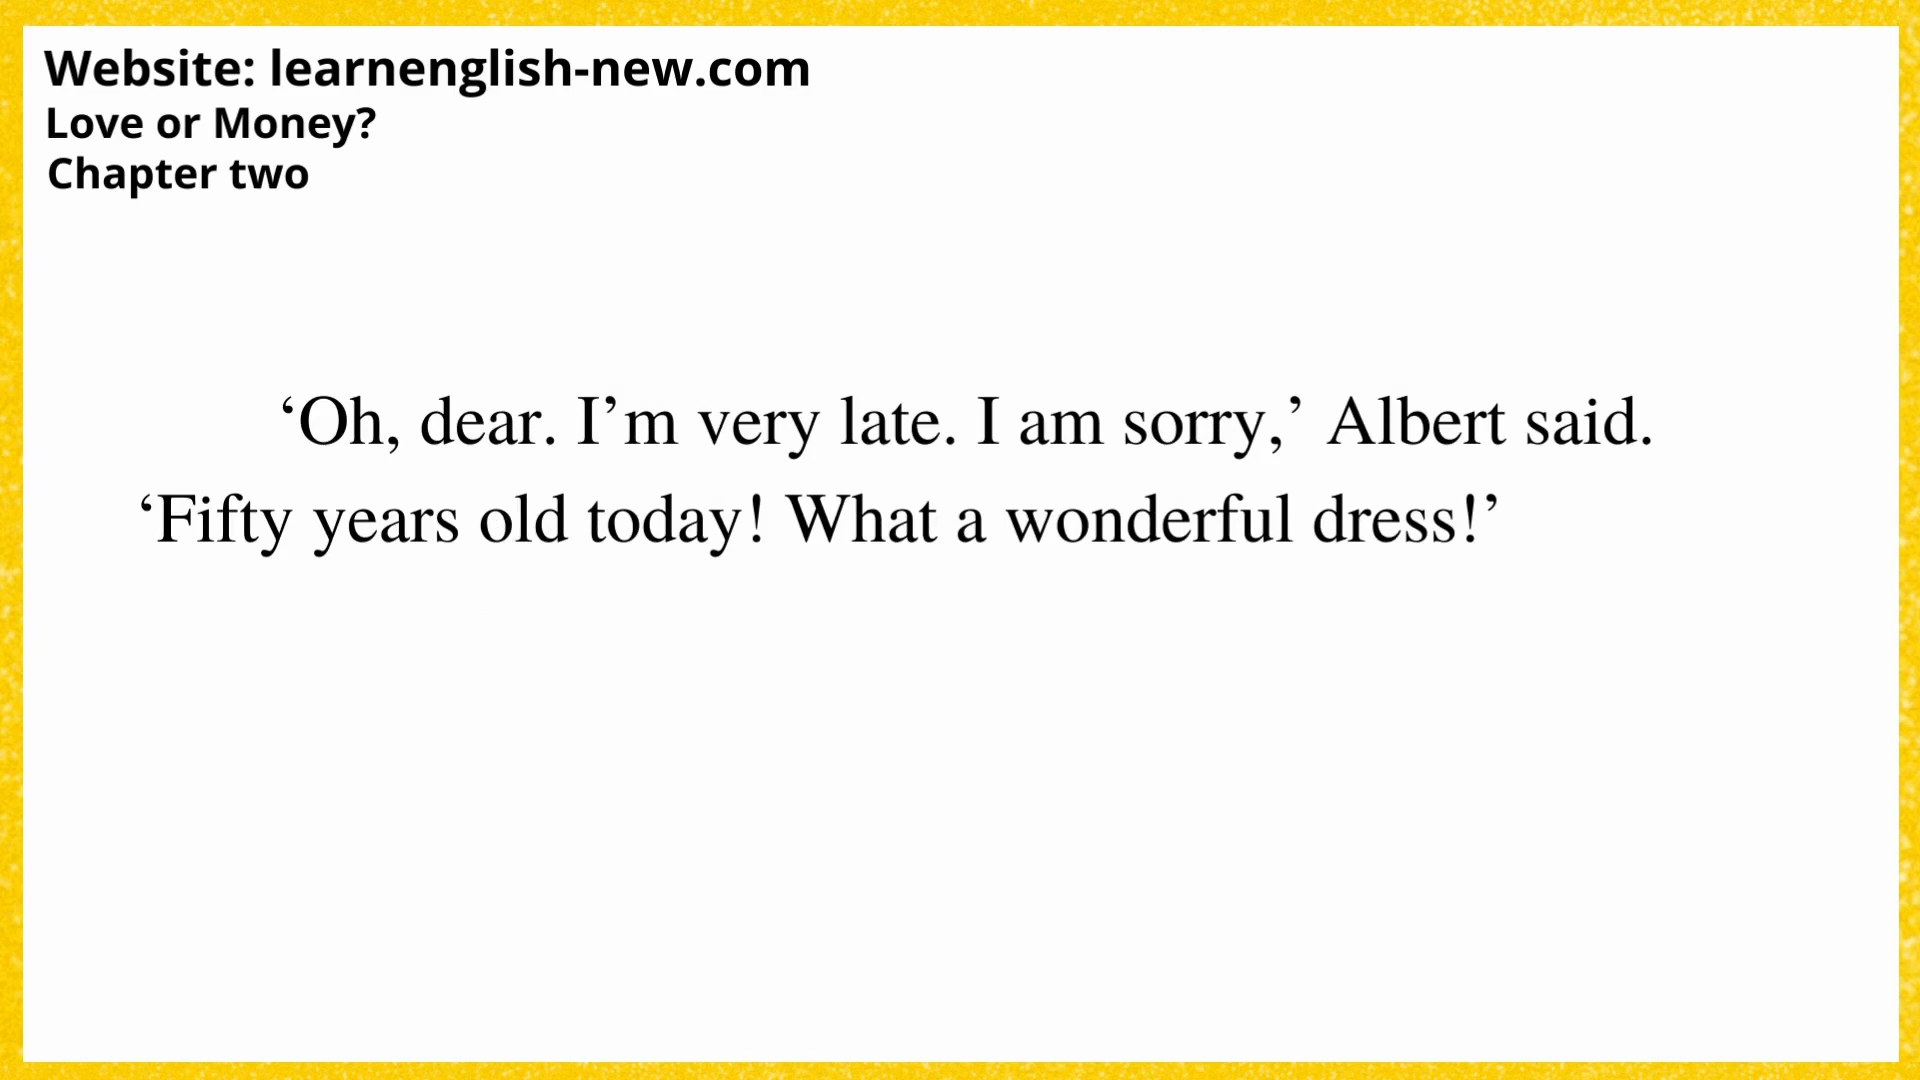 Website: learnenglish-new.com
Love or Money?
Chapter two
‘Oh, dear. I’m very late. I am sorry,’ Albert said.
‘Fifty years old today! What a wonderful dress!’